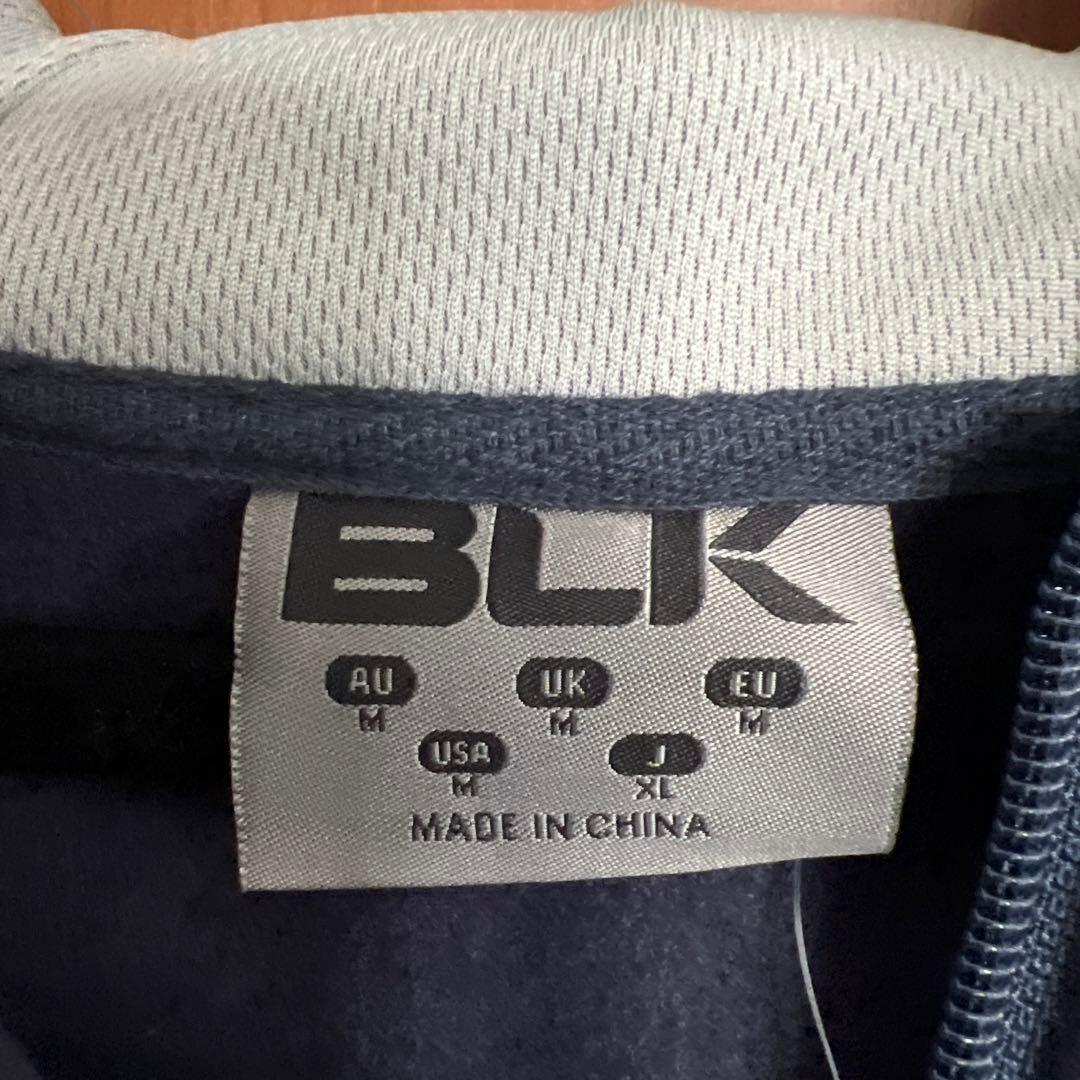 BLK
AU UK EU
M M M
USA J
M XL
MADE IN CHINA